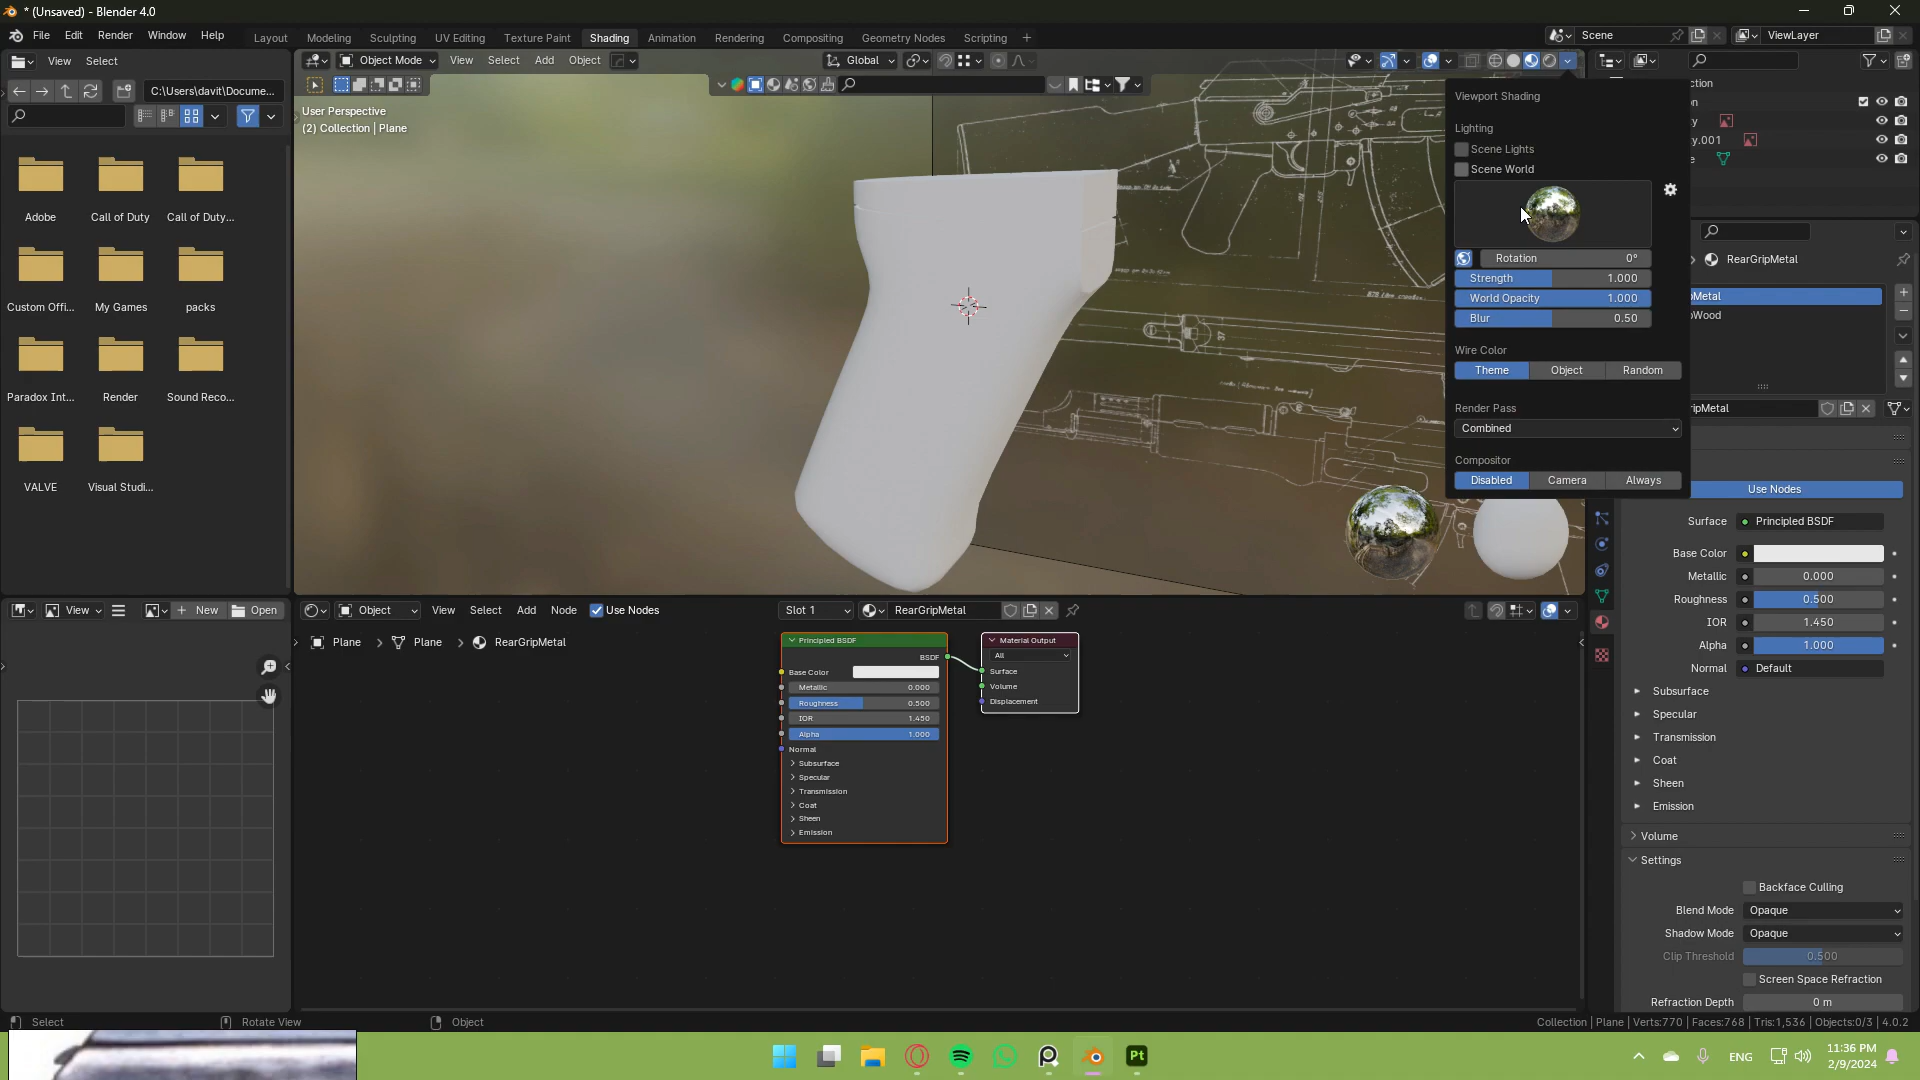 * (Unsaved) - Blender 4.0
File Edit Render Window Help
Layout Modeling Sculpting UV Editing Texture Paint Shading Animation Rendering Compositing Geometry Nodes Scripting
Scene
ViewLayer
View Select
Object Mode View Select Add Object
Global
C:\Users\davit\Docume...
User Perspective
(2) Collection | Plane
Adobe
Call of Duty
Call of Duty...
Custom Offi...
My Games
packs
Paradox Int...
Render
Sound Reco...
VALVE
Visual Studi...
Viewport Shading
Lighting
Scene Lights
Scene World
Rotation 0°
Strength 1.000
World Opacity 1.000
Blur 0.50
Wire Color
Theme Object Random
Render Pass
Combined
Compositor
Disabled Camera Always
ction
on
y
y.001
e
RearGripMetal
pMetal
pWood
ipMetal
Use Nodes
Surface Principled BSDF
Base Color
Metallic 0.000
Roughness 0.500
IOR 1.450
Alpha 1.000
Normal Default
Subsurface
Specular
Transmission
Coat
Sheen
Emission
Volume
Settings
Backface Culling
Blend Mode Opaque
Shadow Mode Opaque
Clip Threshold 0.500
Screen Space Refraction
Refraction Depth 0 m
View New Open
Object View Select Add Node Use Nodes
Slot 1
RearGripMetal
Plane > Plane > RearGripMetal
Principled BSDF
BSDF
Base Color
Metallic 0.000
Roughness 0.500
IOR 1.450
Alpha 1.000
Normal
Subsurface
Specular
Transmission
Coat
Sheen
Emission
Material Output
All
Surface
Volume
Displacement
Select
Rotate View
Object
Collection | Plane | Verts:770 | Faces:768 | Tris:1,536 | Objects:0/3 | 4.0.2
Pt
ENG
11:36 PM
2/9/2024